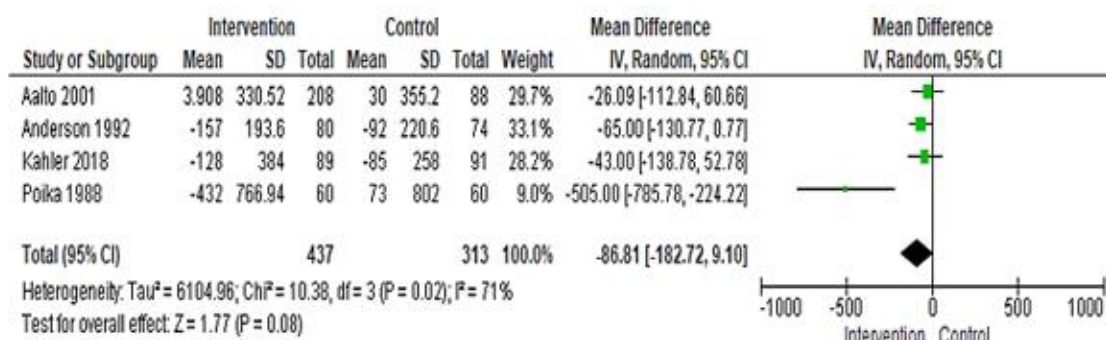 Intervention Control Mean Difference Mean Difference
Study or Subgroup Mean SD Total Mean SD Total Weight IV, Random, 95% CI IV, Random, 95% CI
Aalto 2001 3.908 330.52 208 30 355.2 88 29.7% -26.09 [-112.84, 60.66]
Anderson 1992 -157 193.6 80 -92 220.6 74 33.1% -65.00 [-130.77, 0.77]
Kahler 2018 -128 384 89 -85 258 91 28.2% -43.00 [-138.78, 52.78]
Poika 1988 -432 766.94 60 73 802 60 9.0% -505.00 [-785.78, -224.22]
Total (95% CI) 437 313 100.0% -86.81 [-182.72, 9.10]
Heterogeneity: Tau² = 6104.96; Chi² = 10.38, df = 3 (P = 0.02); I² = 71%
Test for overall effect: Z = 1.77 (P = 0.08)
-1000 -500 0 500 1000
Intervention Control